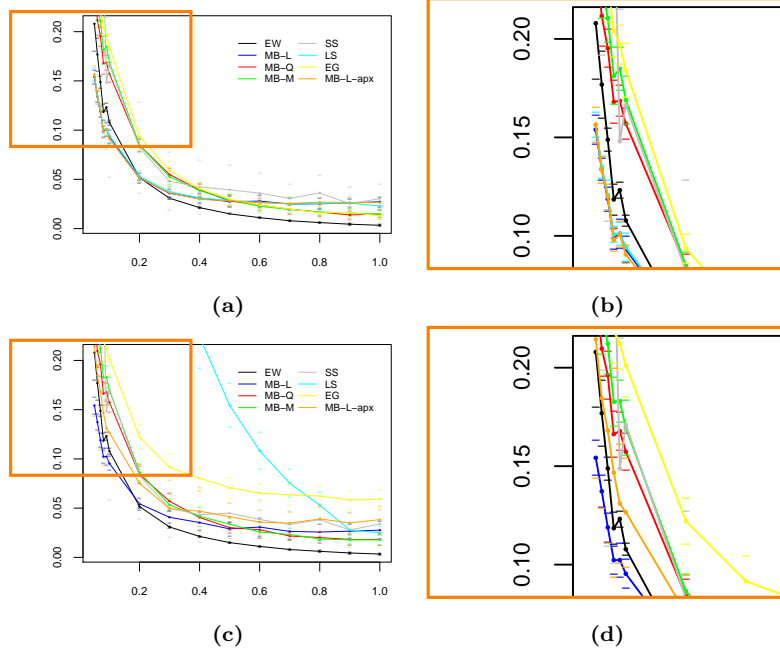 0.00 0.05 0.10 0.15 0.20
EW SS
MB-L LS
MB-Q EG
MB-M MB-L-apx
0.2 0.4 0.6 0.8 1.0
(a)
0.20
0.15
0.10
(b)
0.00 0.05 0.10 0.15 0.20
EW SS
MB-L LS
MB-Q EG
MB-M MB-L-apx
0.2 0.4 0.6 0.8 1.0
(c)
0.20
0.15
0.10
(d)